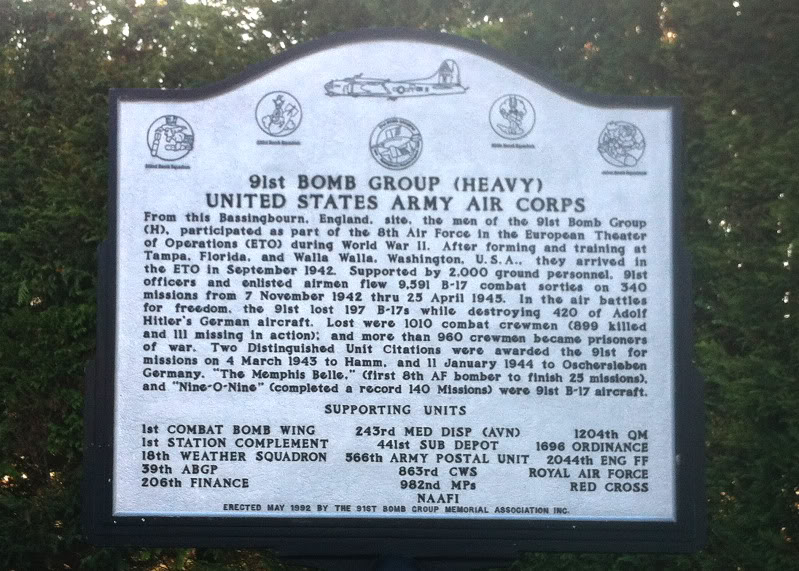 91st BOMB GROUP (HEAVY)
UNITED STATES ARMY AIR CORPS
From this Bassingbourn, England, site, the men of the 91st Bomb Group
(H), participated as part of the 8th Air Force in the European Theater
of Operations (ETO) during World War II. After forming and training at
Tampa, Florida, and Walla Walla, Washington, U.S.A., they arrived in
the ETO in September 1942. Supported by 2,000 ground personnel, 91st
officers and enlisted airmen flew 9,591 B-17 combat sorties on 340
missions from 7 November 1942 thru 25 April 1945. In the air battles
for freedom, the 91st lost 197 B-17s while destroying 420 of Adolf
Hitler's German aircraft. Lost were 1010 combat crewmen (899 killed
and 111 missing in action); and more than 960 crewmen became prisoners
of war. Two Distinguished Unit Citations were awarded the 91st for
missions on 4 March 1943 to Hamm, and 11 January 1944 to Oschersleben
Germany. "The Memphis Belle," (first 8th AF bomber to finish 25 missions),
and "Nine-O-Nine" (completed a record 140 Missions) were 91st B-17 aircraft.
SUPPORTING UNITS
1st COMBAT BOMB WING 243rd MED DISP (AVN) 1204th QM
1st STATION COMPLEMENT 441st SUB DEPOT 1696 ORDINANCE
18th WEATHER SQUADRON 566th ARMY POSTAL UNIT 2044th ENG FF
39th ABGP 863rd CWS ROYAL AIR FORCE
206th FINANCE 982nd MPs RED CROSS
NAAFI
ERECTED MAY 1992 BY THE 91ST BOMB GROUP MEMORIAL ASSOCIATION INC.